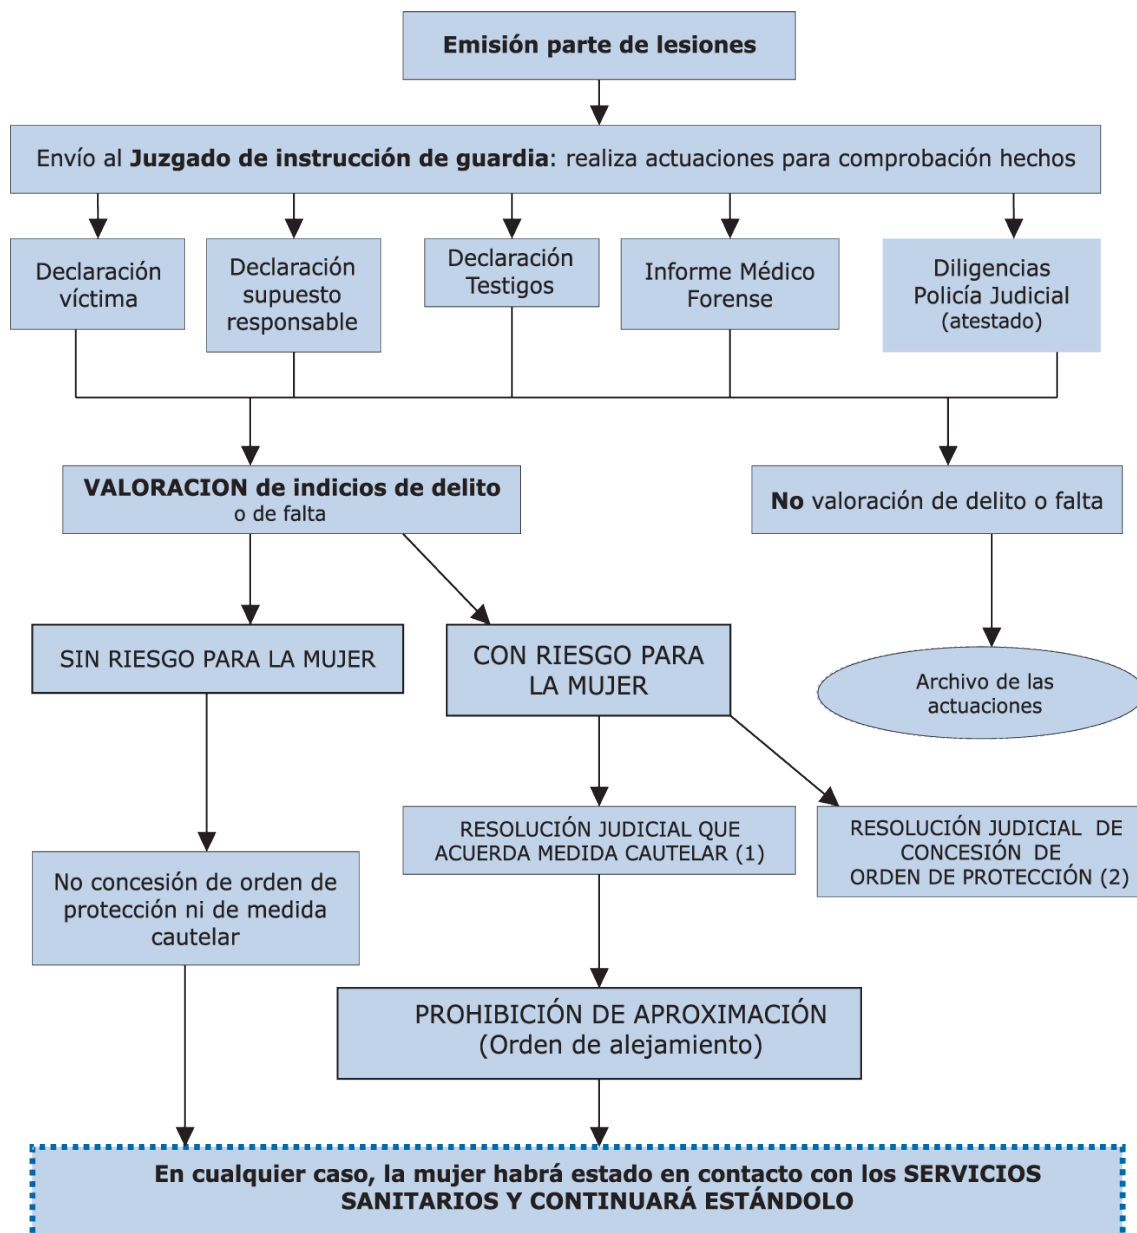 Emisión parte de lesiones
Envío al Juzgado de instrucción de guardia: realiza actuaciones para comprobación hechos
Declaración
víctima
Declaración
supuesto
responsable
Declaración
Testigos
Informe Médico
Forense
Diligencias
Policía Judicial
(atestado)
VALORACION de indicios de delito
o de falta
No valoración de delito o falta
SIN RIESGO PARA LA MUJER
CON RIESGO PARA
LA MUJER
Archivo de las
actuaciones
No concesión de orden de
protección ni de medida
cautelar
RESOLUCIÓN JUDICIAL QUE
ACUERDA MEDIDA CAUTELAR (1)
RESOLUCIÓN JUDICIAL DE
CONCESIÓN DE
ORDEN DE PROTECCIÓN (2)
PROHIBICIÓN DE APROXIMACIÓN
(Orden de alejamiento)
En cualquier caso, la mujer habrá estado en contacto con los SERVICIOS
SANITARIOS Y CONTINUARÁ ESTÁNDOLO